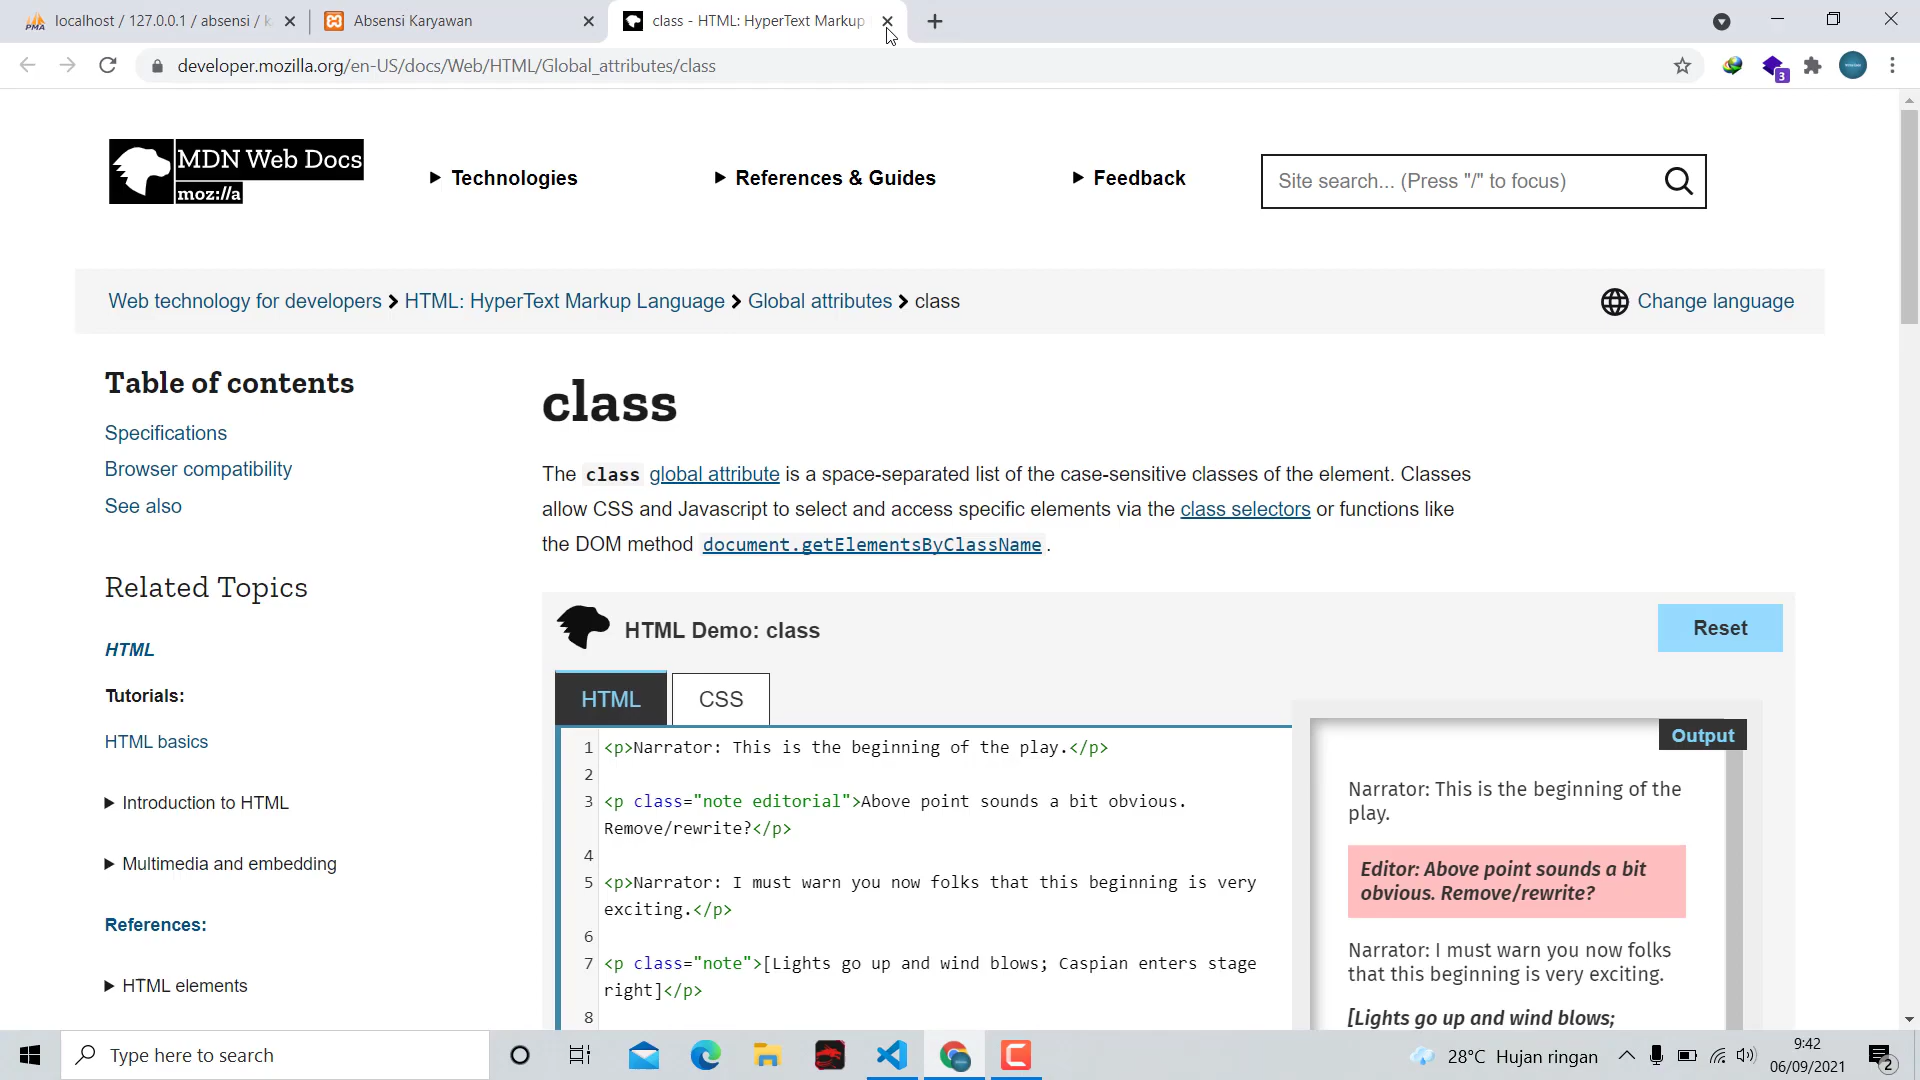 localhost / 127.0.0.1 / absensi / k
Absensi Karyawan
class - HTML: HyperText Markup
developer.mozilla.org/en-US/docs/Web/HTML/Global_attributes/class
3
MDN Web Docs
moz://a
Technologies
References & Guides
Feedback
Site search... (Press "/" to focus)
Web technology for developers
HTML: HyperText Markup Language
Global attributes
class
Change language
Table of contents
Specifications
Browser compatibility
See also
Related Topics
HTML
Tutorials:
HTML basics
Introduction to HTML
Multimedia and embedding
References:
HTML elements
class
The class global attribute is a space-separated list of the case-sensitive classes of the element. Classes
allow CSS and Javascript to select and access specific elements via the class selectors or functions like
the DOM method document.getElementsByClassName.
HTML Demo: class
Reset
HTML
CSS
1 <p>Narrator: This is the beginning of the play.</p>
2
3 <p class="note editorial">Above point sounds a bit obvious.
Remove/rewrite?</p>
4
5 <p>Narrator: I must warn you now folks that this beginning is very
exciting.</p>
6
7 <p class="note">[Lights go up and wind blows; Caspian enters stage
right]</p>
8
Output
Narrator: This is the beginning of the
play.
Editor: Above point sounds a bit
obvious. Remove/rewrite?
Narrator: I must warn you now folks
that this beginning is very exciting.
[Lights go up and wind blows;
Type here to search
28°C Hujan ringan
9:42
06/09/2021
2